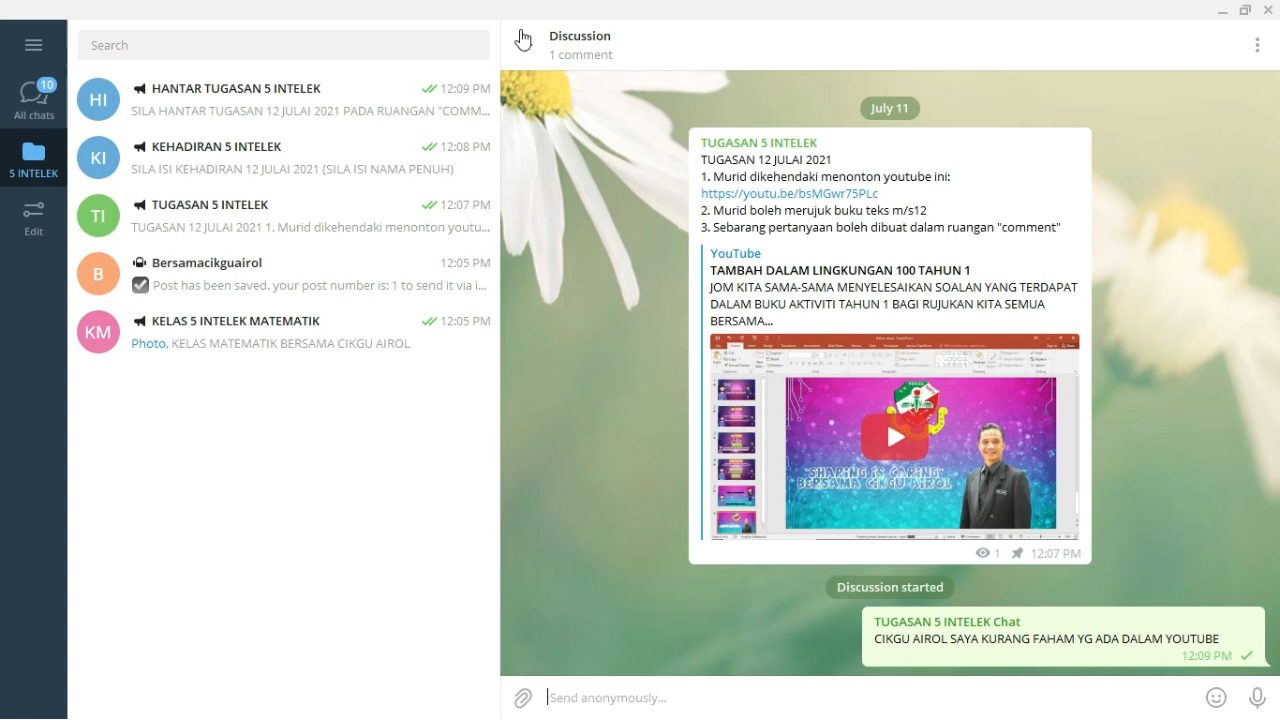 Search
10
All chats
5 INTELEK
Edit
HI
HANTAR TUGASAN 5 INTELEK
12:09 PM
SILA HANTAR TUGASAN 12 JULAI 2021 PADA RUANGAN "COMM...
KI
KEHADIRAN 5 INTELEK
12:08 PM
SILA ISI KEHADIRAN 12 JULAI 2021 (SILA ISI NAMA PENUH)
TI
TUGASAN 5 INTELEK
12:07 PM
TUGASAN 12 JULAI 2021 1. Murid dikehendaki menonton youtu...
B
Bersamacikguairol
12:05 PM
Post has been saved. your post number is: 1 to send it via i...
KM
KELAS 5 INTELEK MATEMATIK
12:05 PM
Photo, KELAS MATEMATIK BERSAMA CIKGU AIROL
Discussion
1 comment
July 11
TUGASAN 5 INTELEK
TUGASAN 12 JULAI 2021
1. Murid dikehendaki menonton youtube ini:
https://youtu.be/bsMGwr75PLc
2. Murid boleh merujuk buku teks m/s12
3. Sebarang pertanyaan boleh dibuat dalam ruangan "comment"
YouTube
TAMBAH DALAM LINGKUNGAN 100 TAHUN 1
JOM KITA SAMA-SAMA MENYELESAIKAN SOALAN YANG TERDAPAT
DALAM BUKU AKTIVITI TAHUN 1 BAGI RUJUKAN KITA SEMUA
BERSAMA...
"SHARING IS CARING"
BERSAMA CIKGU AIROL
1
12:07 PM
Discussion started
TUGASAN 5 INTELEK Chat
CIKGU AIROL SAYA KURANG FAHAM YG ADA DALAM YOUTUBE
12:09 PM
Send anonymously...